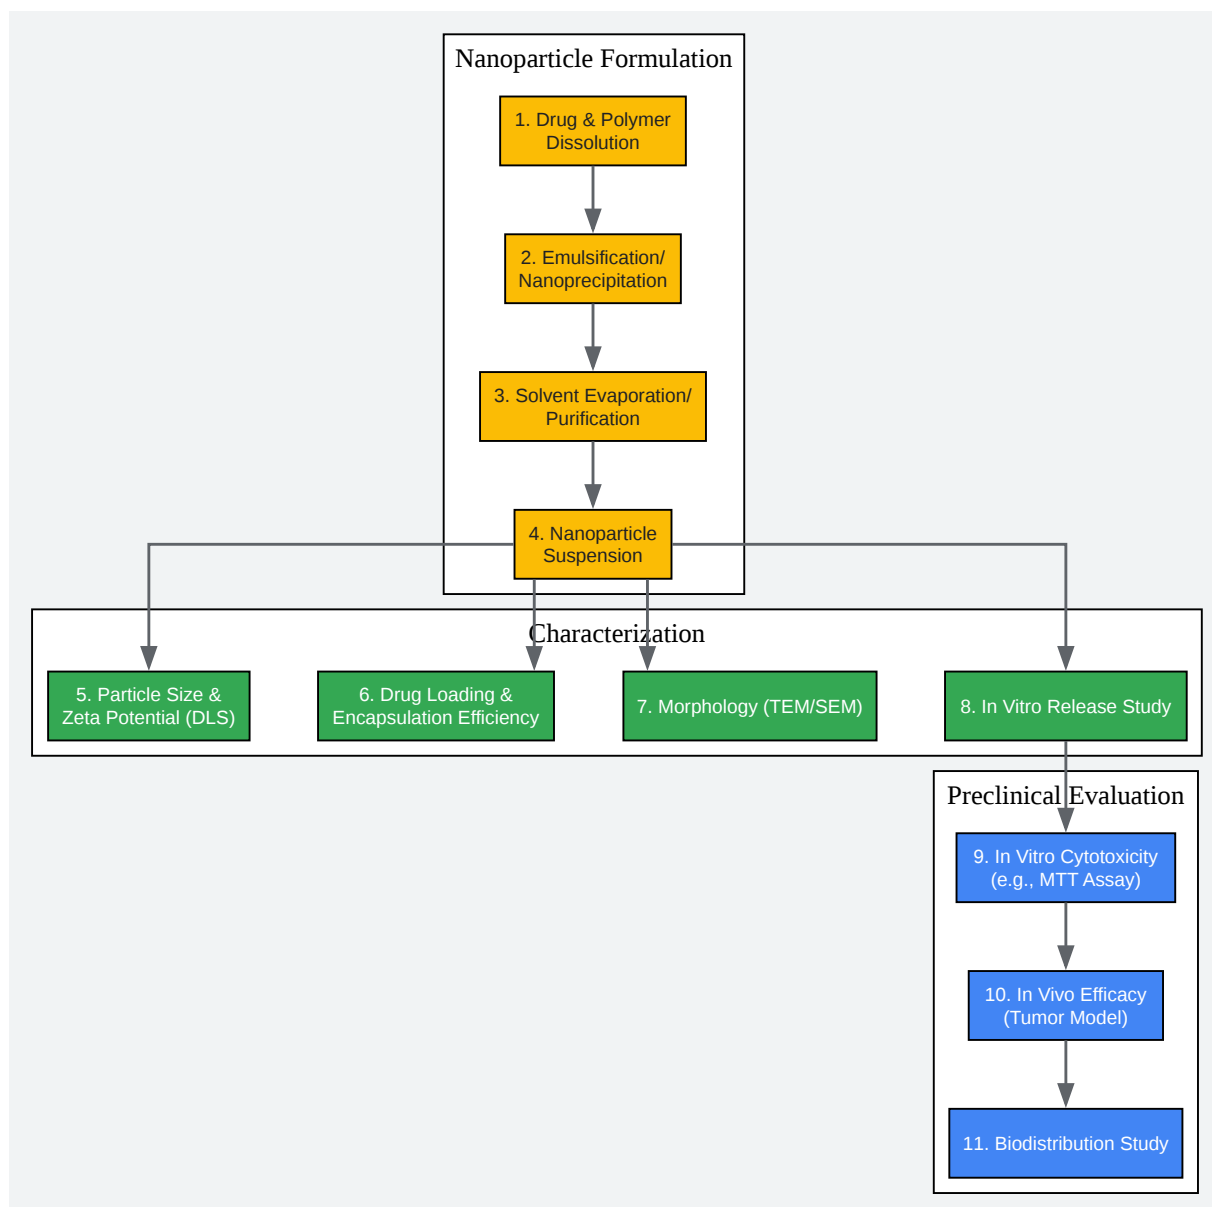 Nanoparticle Formulation
1. Drug & Polymer
Dissolution
2. Emulsification/
Nanoprecipitation
3. Solvent Evaporation/
Purification
4. Nanoparticle
Suspension
Characterization
5. Particle Size &
Zeta Potential (DLS)
6. Drug Loading &
Encapsulation Efficiency
7. Morphology (TEM/SEM)
8. In Vitro Release Study
Preclinical Evaluation
9. In Vitro Cytotoxicity
(e.g., MTT Assay)
10. In Vivo Efficacy
(Tumor Model)
11. Biodistribution Study